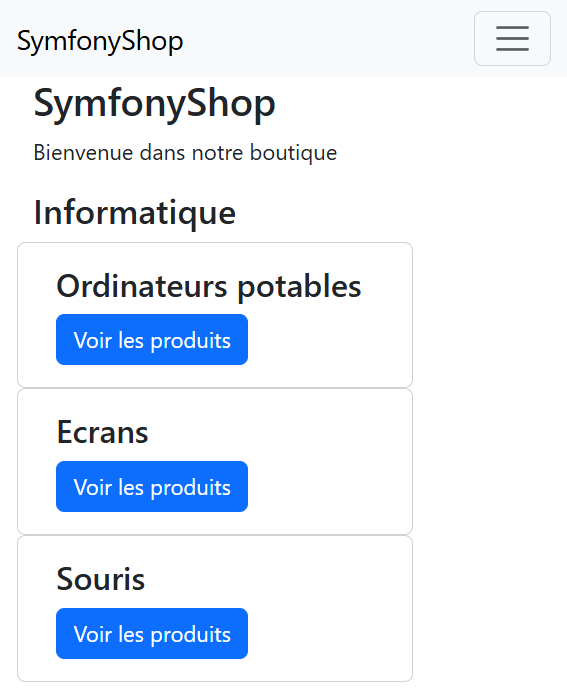 SymfonyShop
SymfonyShop
Bienvenue dans notre boutique
Informatique
Ordinateurs potables
Voir les produits
Ecrans
Voir les produits
Souris
Voir les produits